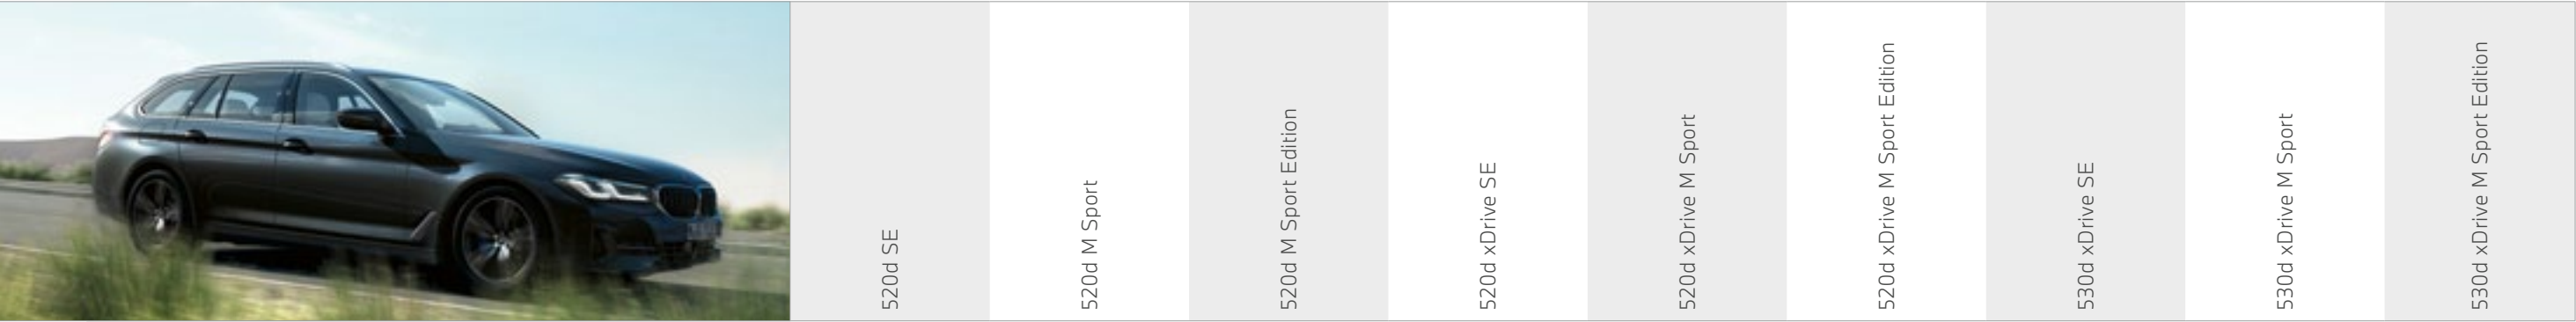 520d SE
520d M Sport
520d M Sport Edition
520d xDrive SE
520d xDrive M Sport
520d xDrive M Sport Edition
530d xDrive SE
530d xDrive M Sport
530d xDrive M Sport Edition